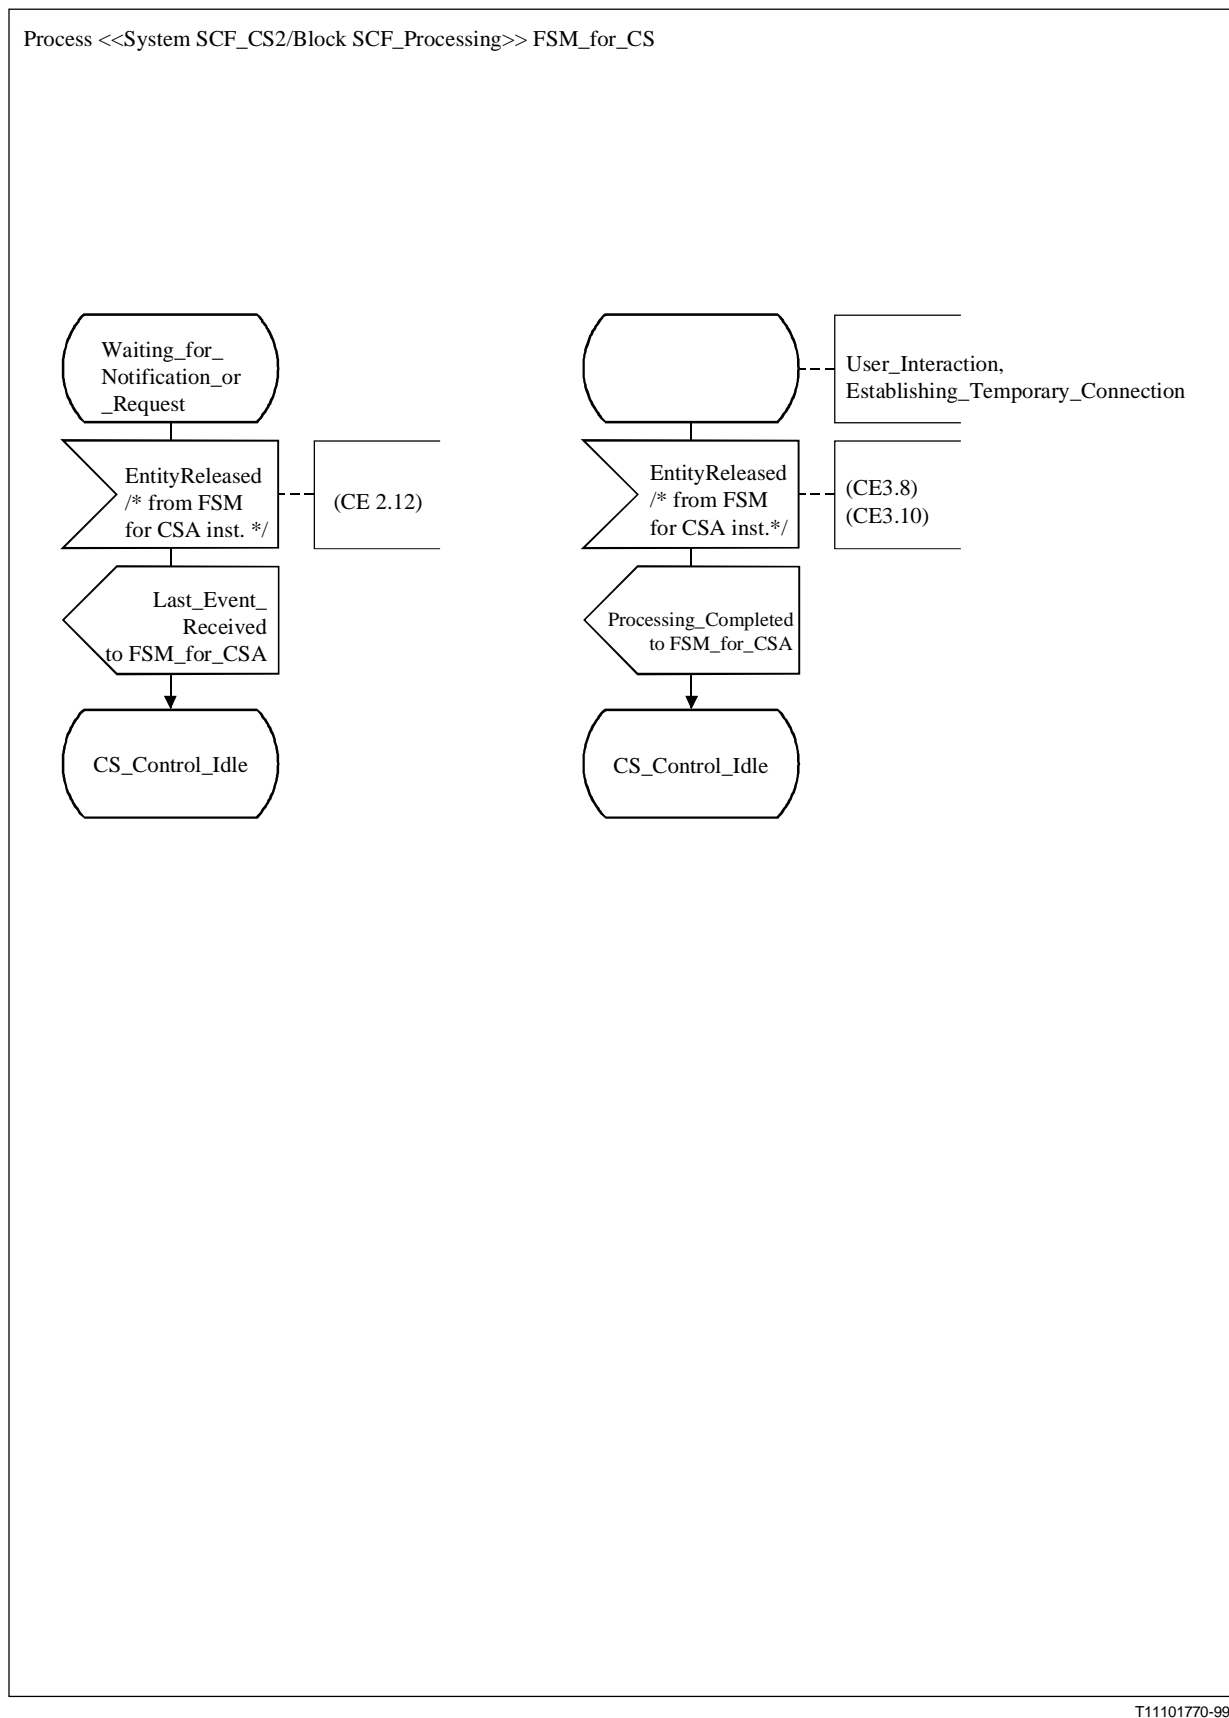 Process <<System SCF_CS2/Block SCF_Processing>> FSM_for_CS
Waiting_for_
Notification_or
_Request
EntityReleased
/* from FSM
for CSA inst. */
(CE 2.12)
Last_Event_
Received
to FSM_for_CSA
CS_Control_Idle
User_Interaction,
Establishing_Temporary_Connection
EntityReleased
/* from FSM
for CSA inst.*/
(CE3.8)
(CE3.10)
Processing_Completed
to FSM_for_CSA
CS_Control_Idle
T11101770-99